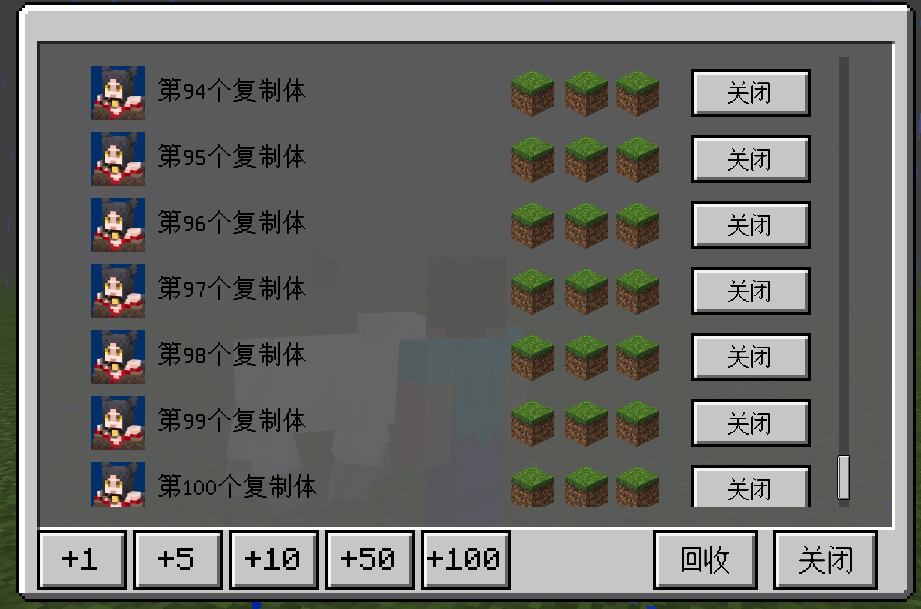 第94个复制体 关闭
第95个复制体 关闭
第96个复制体 关闭
第97个复制体 关闭
第98个复制体 关闭
第99个复制体 关闭
第100个复制体 关闭
+1 +5 +10 +50 +100 回收 关闭